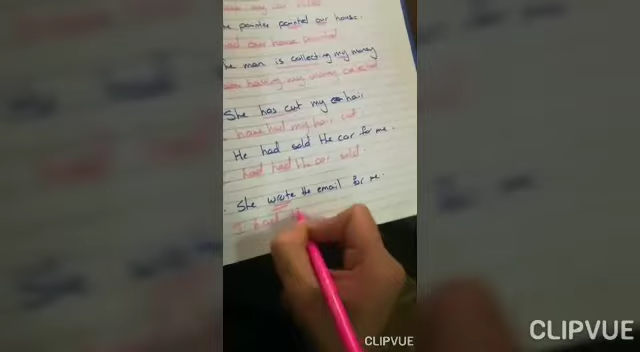 painter painted our house.
had our house painted
The man is collecting my money
having my money collected
She has cut my hair
have had my hair cut
He had sold the car for me.
had had the car sold.
She wrote the email for me.
I had
CLIPVUE
CLIPVUE